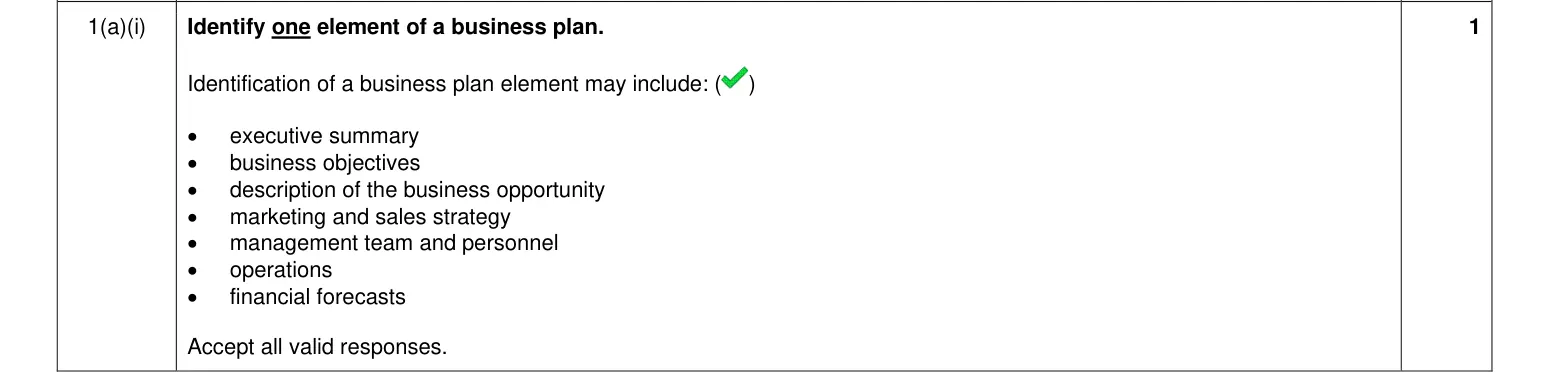 1(a)(i) Identify one element of a business plan. 1
Identification of a business plan element may include: (✔)
• executive summary
• business objectives
• description of the business opportunity
• marketing and sales strategy
• management team and personnel
• operations
• financial forecasts
Accept all valid responses.